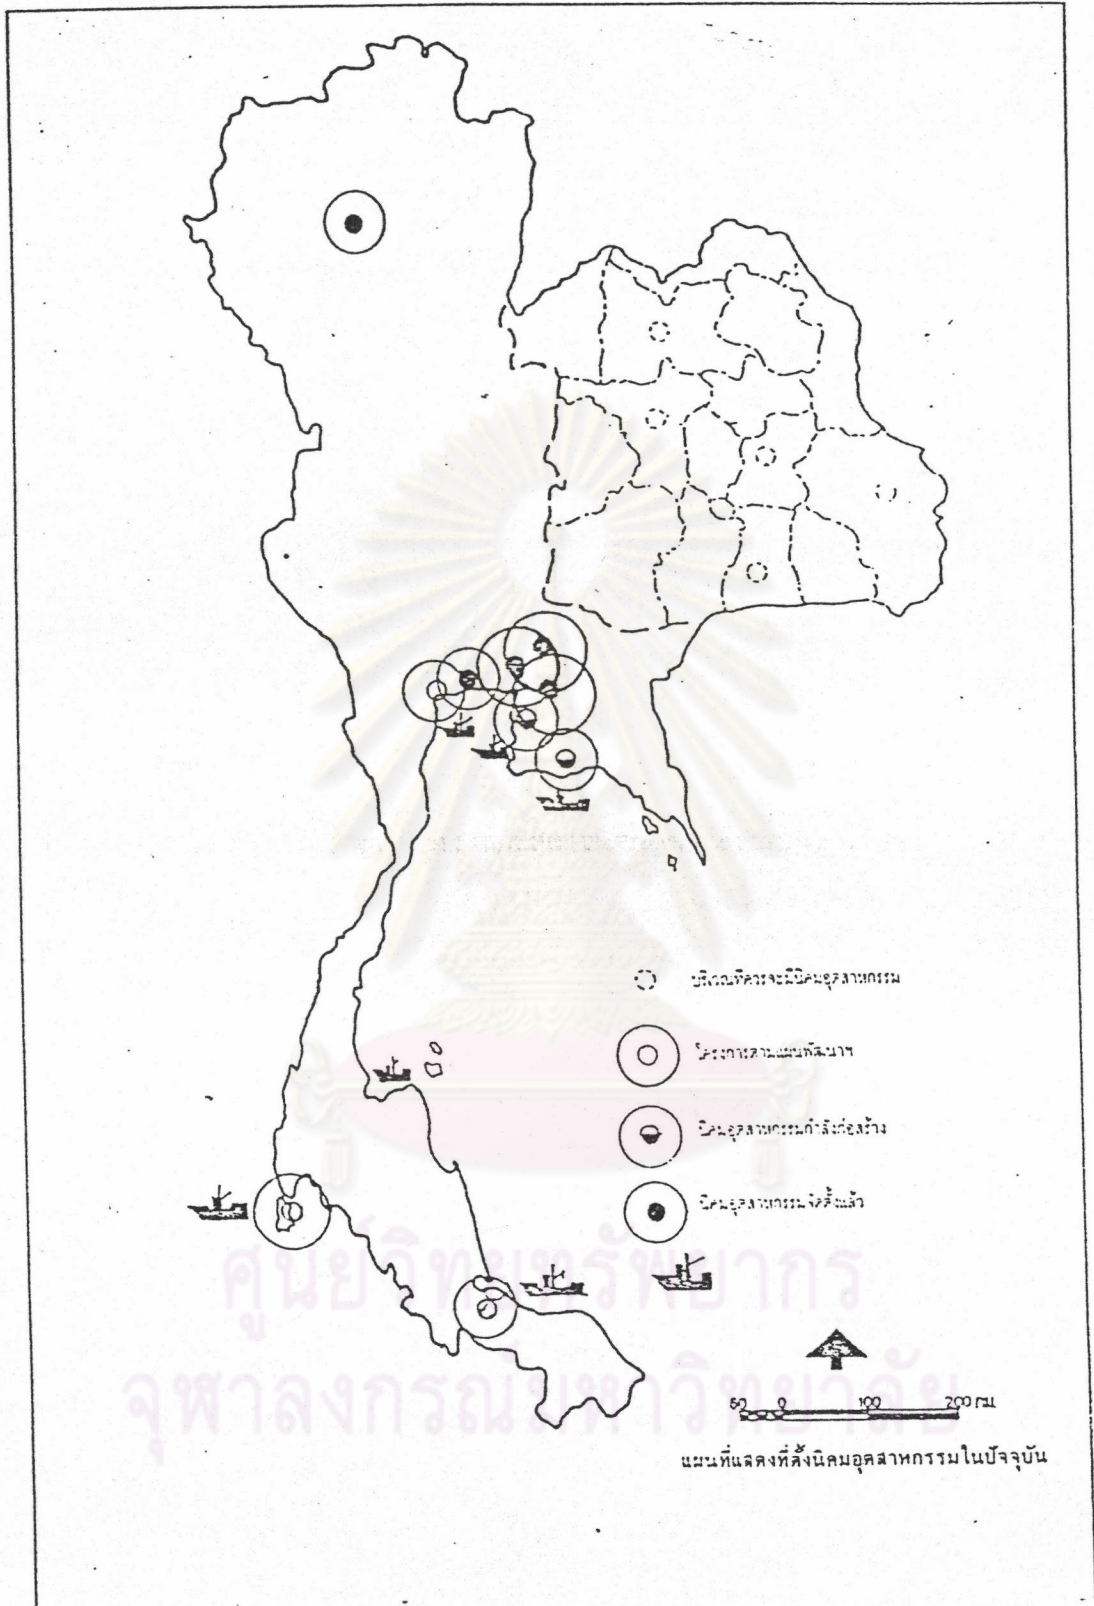 บริเวณที่ควรจะมีนิคมอุตสาหกรรม
โครงการตามแผนพัฒนาฯ
นิคมอุตสาหกรรมกำลังก่อสร้าง
นิคมอุตสาหกรรมจัดตั้งแล้ว
ศูนย์วิทยทรัพยากร
จุฬาลงกรณ์มหาวิทยาลัย
50 0 100 200 กม.
แผนที่แสดงที่ตั้งนิคมอุตสาหกรรมในปัจจุบัน